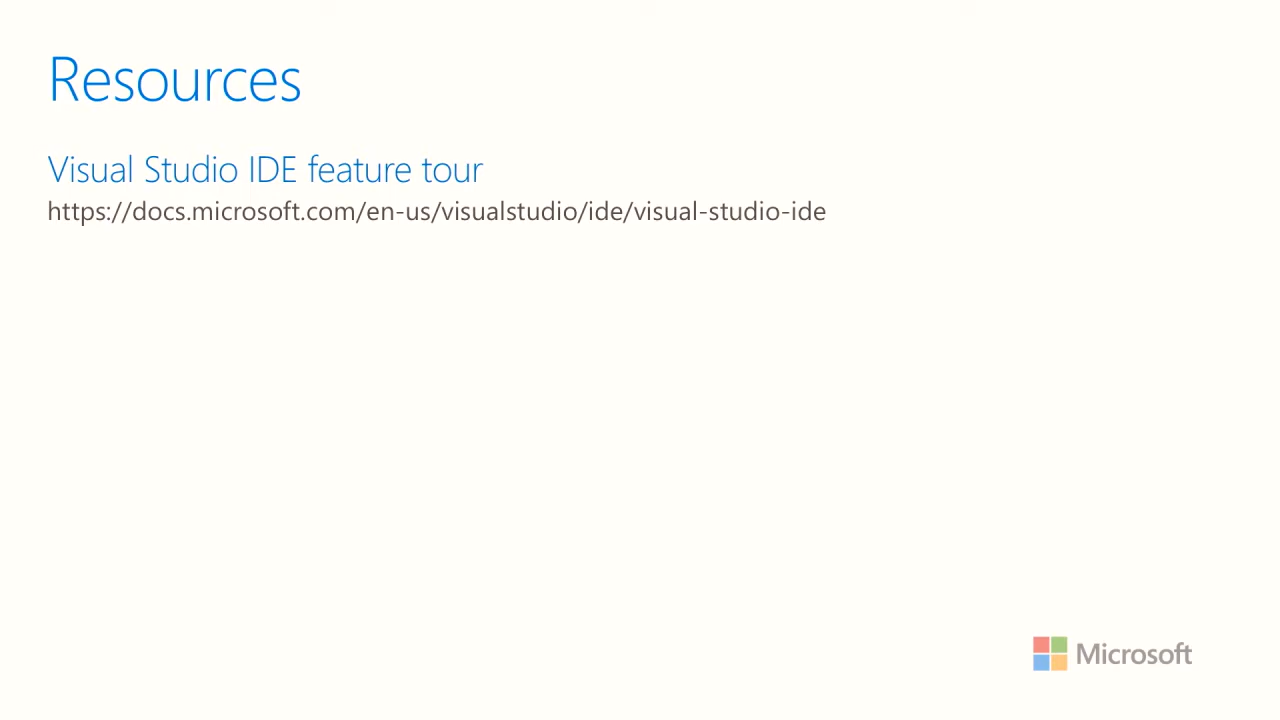 Resources
Visual Studio IDE feature tour
https://docs.microsoft.com/en-us/visualstudio/ide/visual-studio-ide
Microsoft